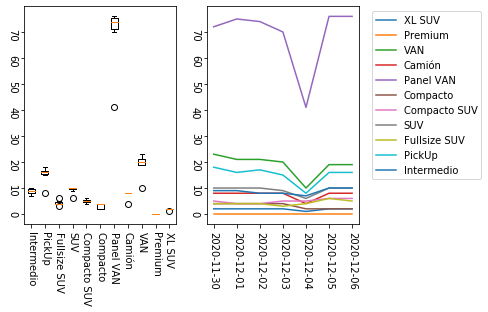 70
60
50
40
30
20
10
0
Intermedio
PickUp
Fullsize SUV
SUV
Compacto SUV
Compacto
Panel VAN
Camión
VAN
Premium
XL SUV
70
60
50
40
30
20
10
0
2020-11-30
2020-12-01
2020-12-02
2020-12-03
2020-12-04
2020-12-05
2020-12-06
XL SUV
Premium
VAN
Camión
Panel VAN
Compacto
Compacto SUV
SUV
Fullsize SUV
PickUp
Intermedio